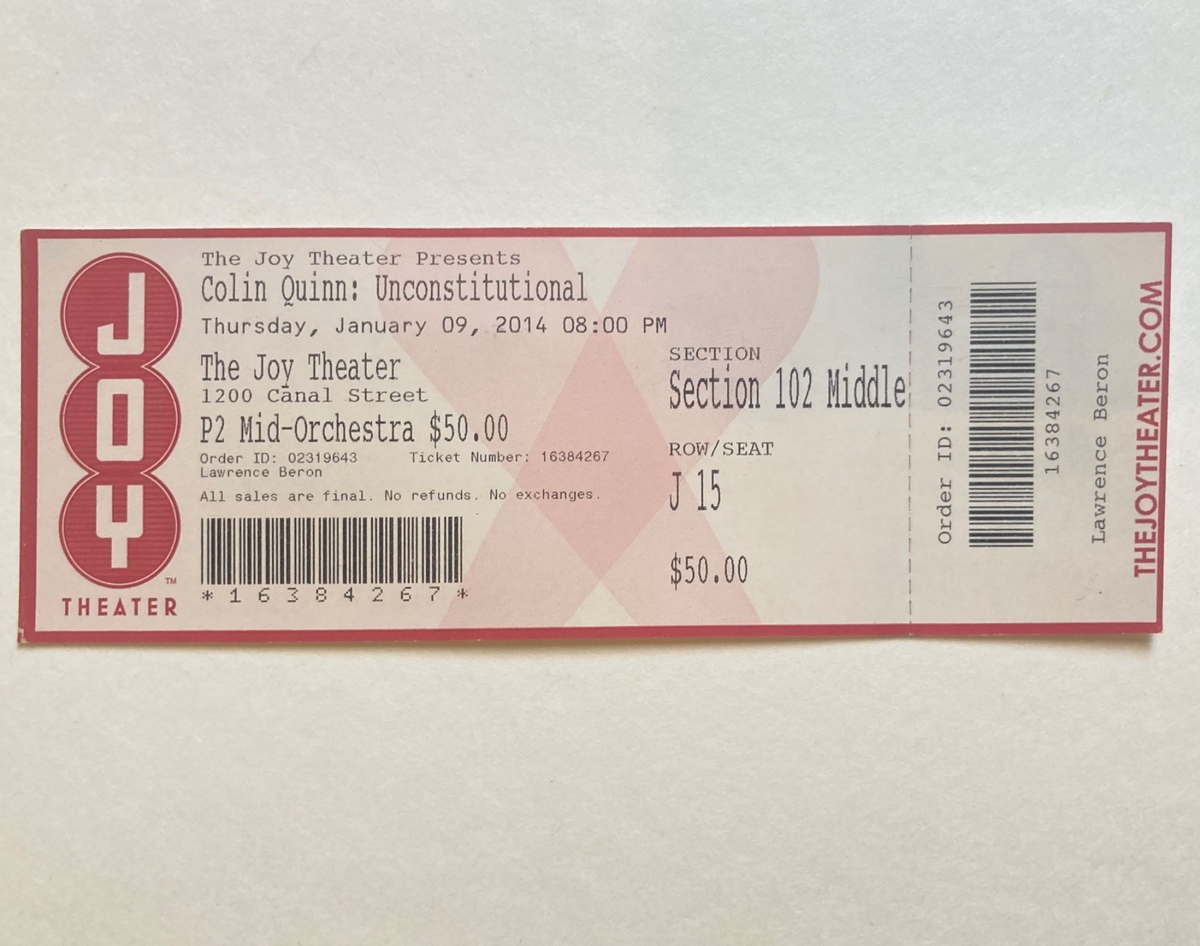 JOY
THEATER
TM
The Joy Theater Presents
Colin Quinn: Unconstitutional
Thursday, January 09, 2014 08:00 PM
The Joy Theater
1200 Canal Street
P2 Mid-Orchestra $50.00
Order ID: 02319643 Ticket Number: 16384267
Lawrence Beron
All sales are final. No refunds. No exchanges.
*16384267*
SECTION
Section 102 Middle
ROW/SEAT
J 15
$50.00
Order ID: 02319643
16384267
Lawrence Beron
THEJOYTHEATER.COM